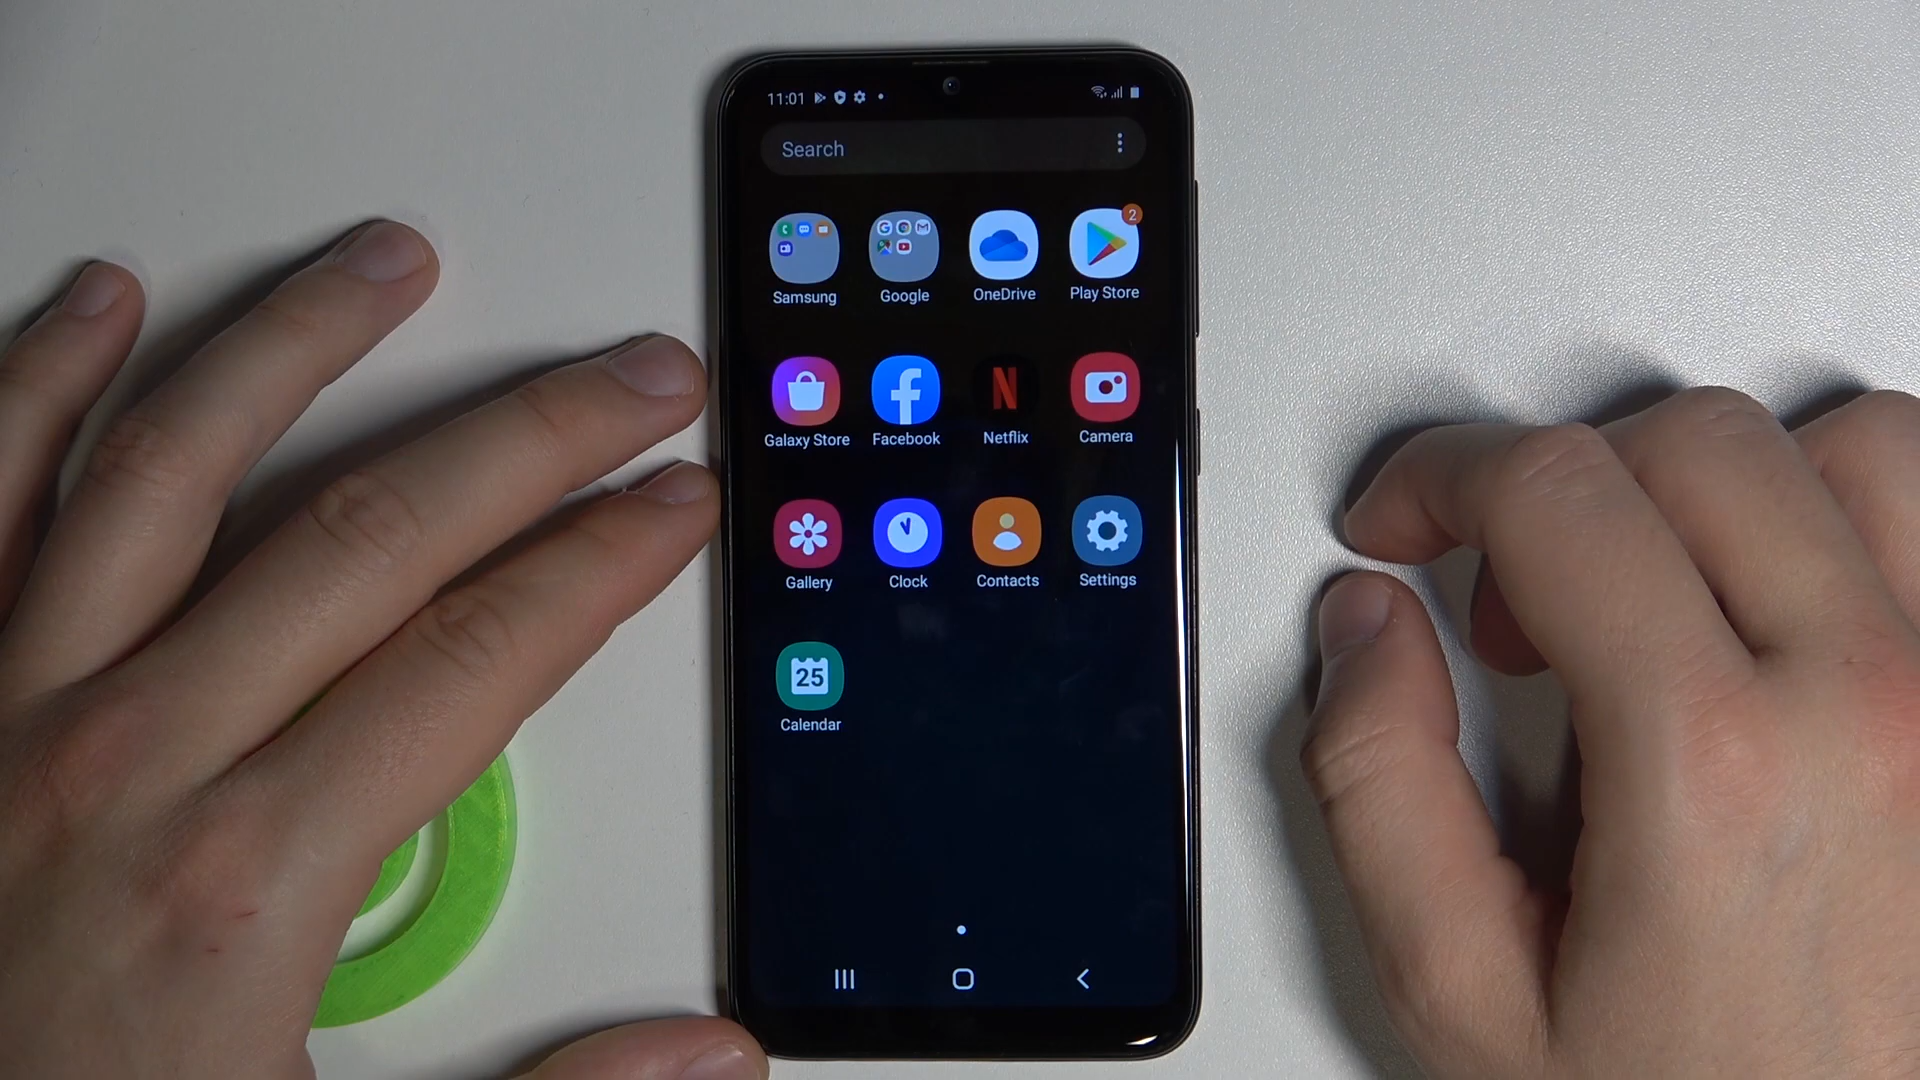 11:01
Search
2
Samsung Google OneDrive Play Store
N
Galaxy Store Facebook Netflix Camera
Gallery Clock Contacts Settings
25
Calendar